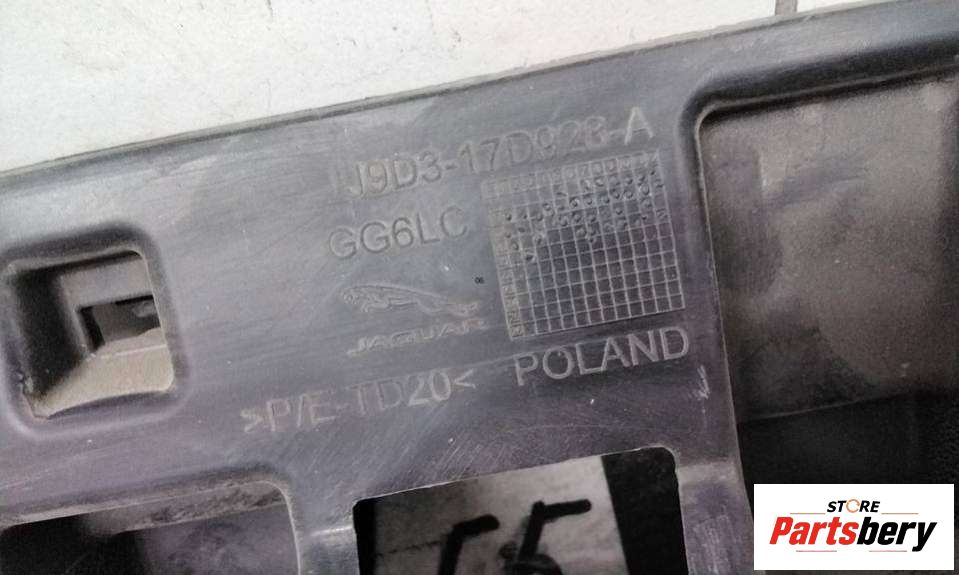 J9D3-17D928-A
GG6LC
JAGUAR
>P/E-TD20< POLAND
STORE
Partsbery